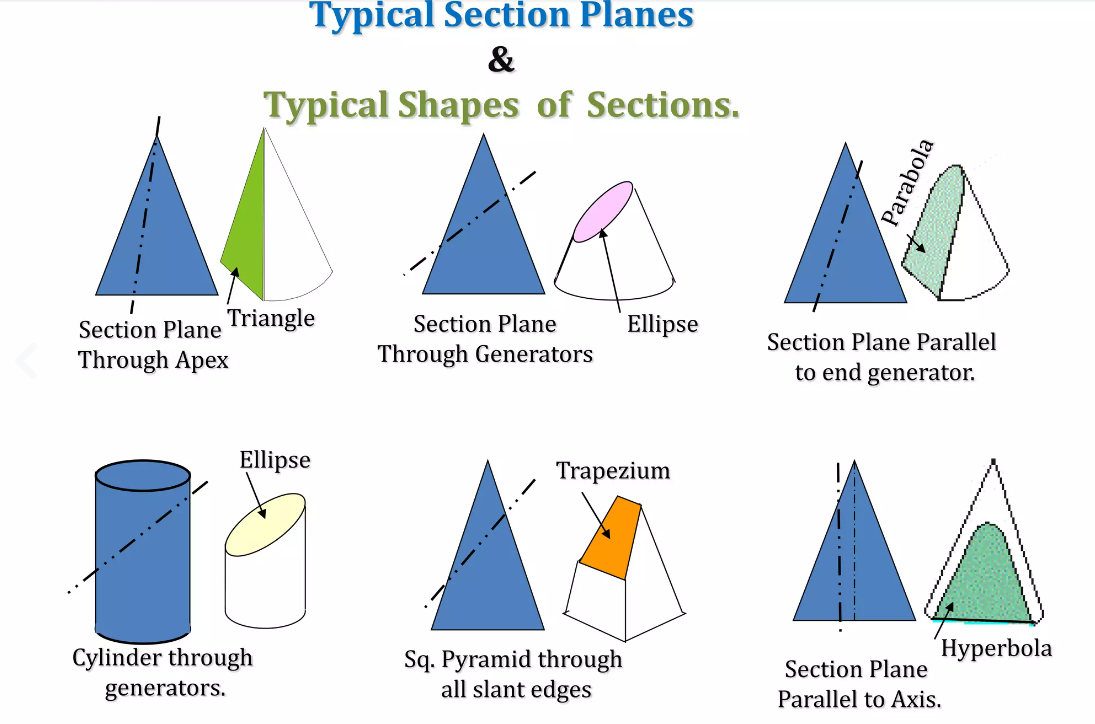 Typical Section Planes
&
Typical Shapes of Sections.
Section Plane
Through Apex
Triangle
Section Plane
Through Generators
Ellipse
Parabola
Section Plane Parallel
to end generator.
Ellipse
Cylinder through
generators.
Trapezium
Sq. Pyramid through
all slant edges
Hyperbola
Section Plane
Parallel to Axis.